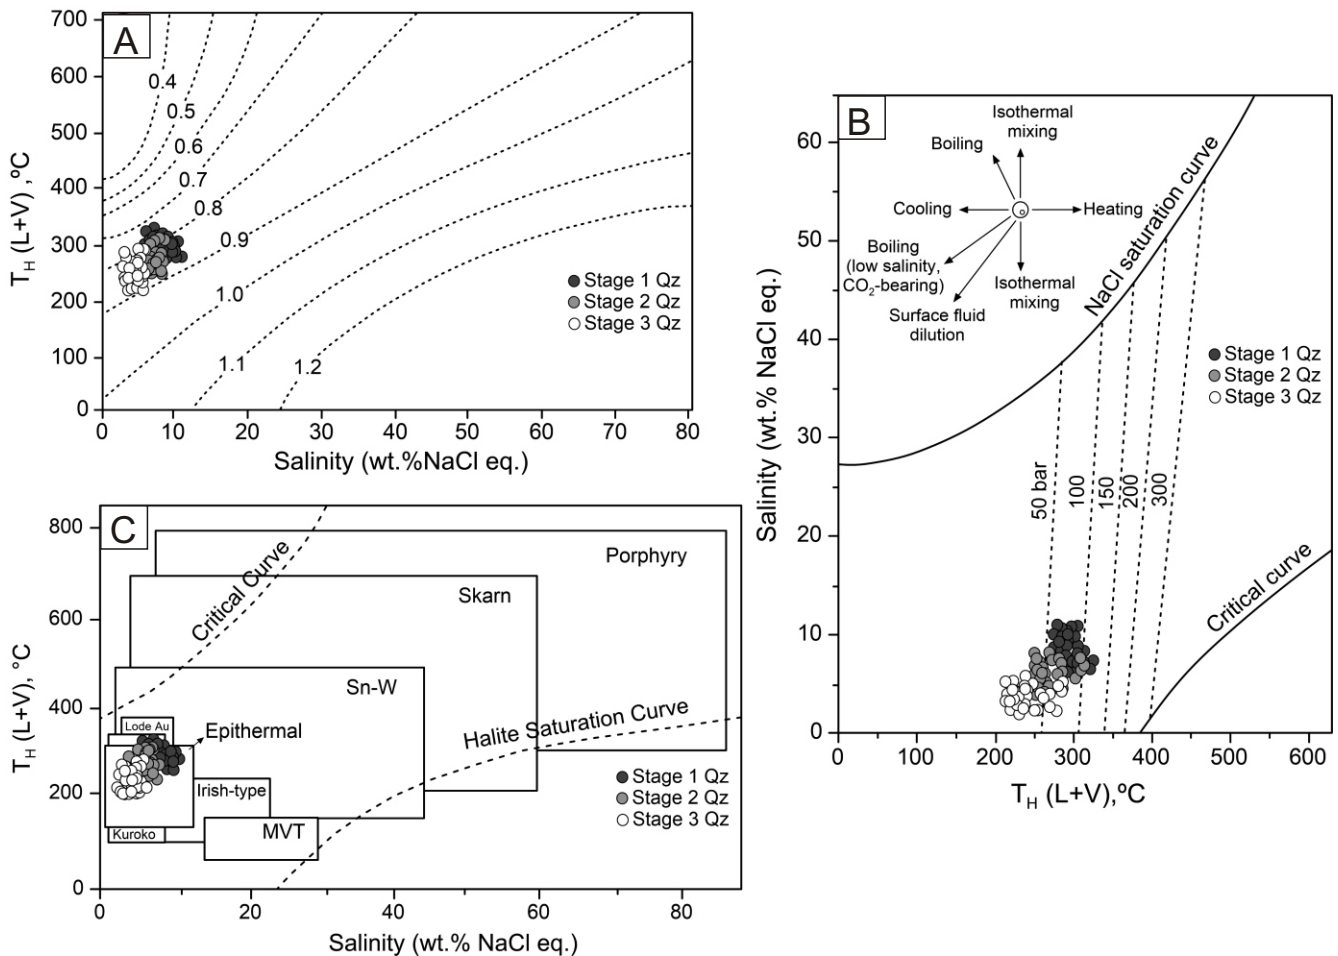 A
700
600
500
400
300
200
100
0
T_H (L+V) ,ºC
0.4
0.5
0.6
0.7
0.8
0.9
1.0
1.1
1.2
Stage 1 Qz
Stage 2 Qz
Stage 3 Qz
0 10 20 30 40 50 60 70 80
Salinity (wt.%NaCl eq.)
B
60
50
40
30
20
10
0
Salinity (wt.% NaCl eq.)
Isothermal
mixing
Boiling
Cooling
Heating
Boiling
(low salinity,
CO₂-bearing)
Isothermal
mixing
Surface fluid
dilution
NaCl saturation curve
Stage 1 Qz
Stage 2 Qz
Stage 3 Qz
50 bar
100
150
200
300
Critical curve
0 100 200 300 400 500 600
T_H (L+V),ºC
C
800
600
400
200
0
T_H (L+V), °C
Critical Curve
Porphyry
Skarn
Sn-W
Lode Au
Epithermal
Halite Saturation Curve
Irish-type
Kuroko
MVT
Stage 1 Qz
Stage 2 Qz
Stage 3 Qz
0 20 40 60 80
Salinity (wt.% NaCl eq.)